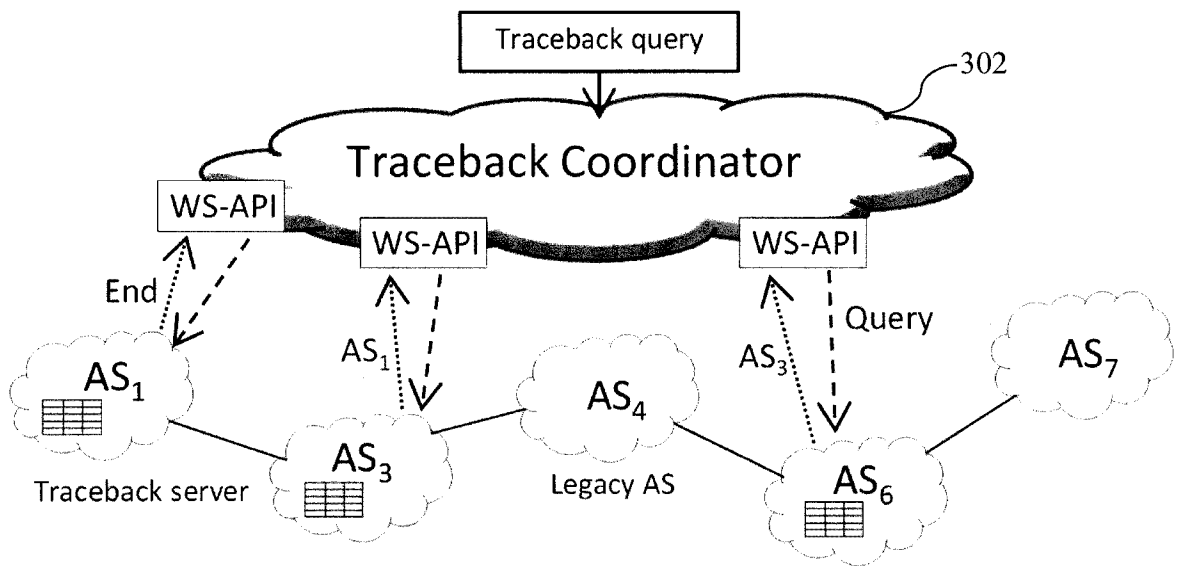 Traceback query
302
Traceback Coordinator
WS-API
WS-API
WS-API
End
Query
AS₁
AS₃
AS₇
AS₁
AS₄
AS₃
AS₆
Traceback server
Legacy AS